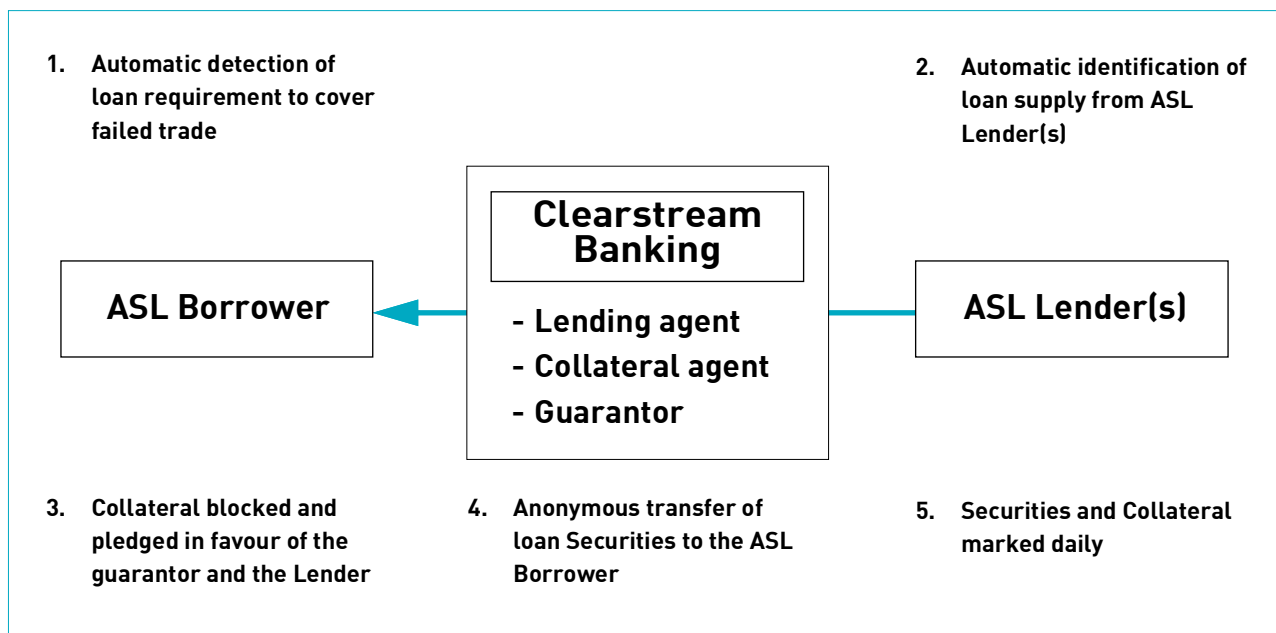 1. Automatic detection of
loan requirement to cover
failed trade
2. Automatic identification of
loan supply from ASL
Lender(s)
Clearstream
Banking
ASL Borrower
- Lending agent
- Collateral agent
- Guarantor
ASL Lender(s)
3. Collateral blocked and
pledged in favour of the
guarantor and the Lender
4. Anonymous transfer of
loan Securities to the ASL
Borrower
5. Securities and Collateral
marked daily